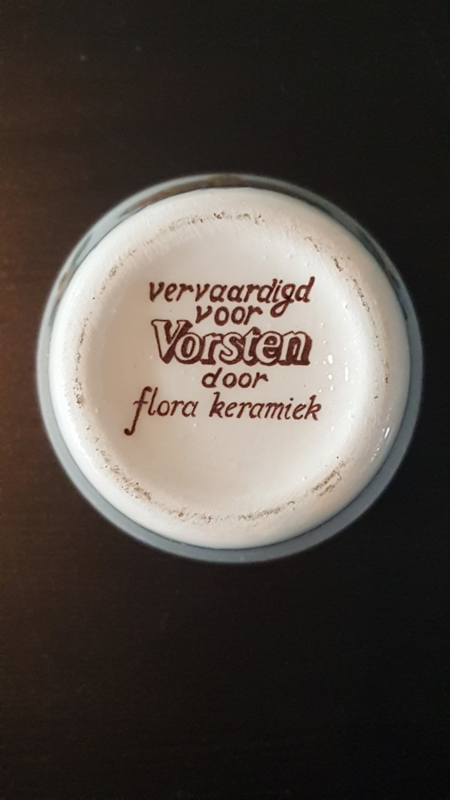 vervaardigd
voor
Vorsten
door
flora keramiek